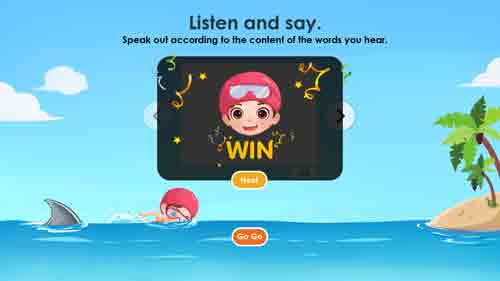 Listen and say.
Speak out according to the content of the words you hear.
WIN
Next
Go Go